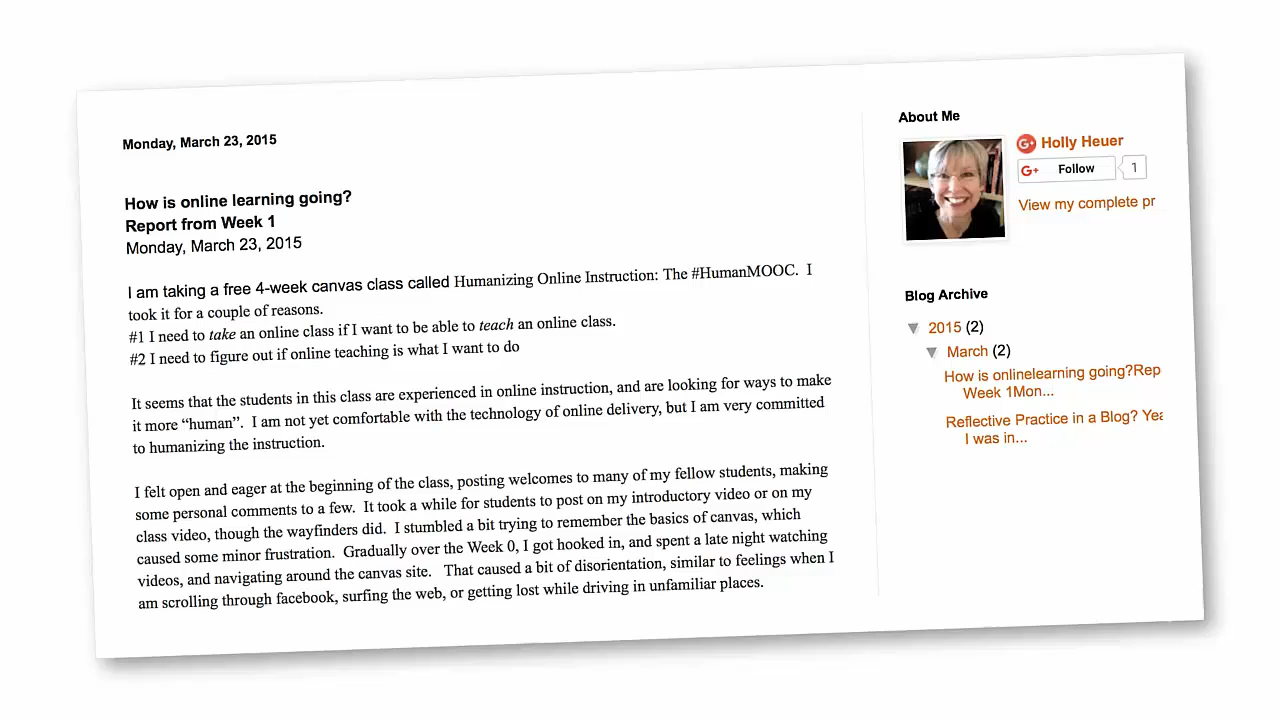 Monday, March 23, 2015
How is online learning going?
Report from Week 1
Monday, March 23, 2015
I am taking a free 4-week canvas class called Humanizing Online Instruction: The #HumanMOOC.  I
took it for a couple of reasons.
#1 I need to take an online class if I want to be able to teach an online class.
#2 I need to figure out if online teaching is what I want to do
It seems that the students in this class are experienced in online instruction, and are looking for ways to make
it more “human”.  I am not yet comfortable with the technology of online delivery, but I am very committed
to humanizing the instruction.
I felt open and eager at the beginning of the class, posting welcomes to many of my fellow students, making
some personal comments to a few.  It took a while for students to post on my introductory video or on my
class video, though the wayfinders did.  I stumbled a bit trying to remember the basics of canvas, which
caused some minor frustration.  Gradually over the Week 0, I got hooked in, and spent a late night watching
videos, and navigating around the canvas site.   That caused a bit of disorientation, similar to feelings when I
am scrolling through facebook, surfing the web, or getting lost while driving in unfamiliar places.
About Me
G+ Holly Heuer
G+ Follow 1
View my complete pr
Blog Archive
▼ 2015 (2)
▼ March (2)
How is onlinelearning going?Rep
Week 1Mon...
Reflective Practice in a Blog? Yea
I was in...